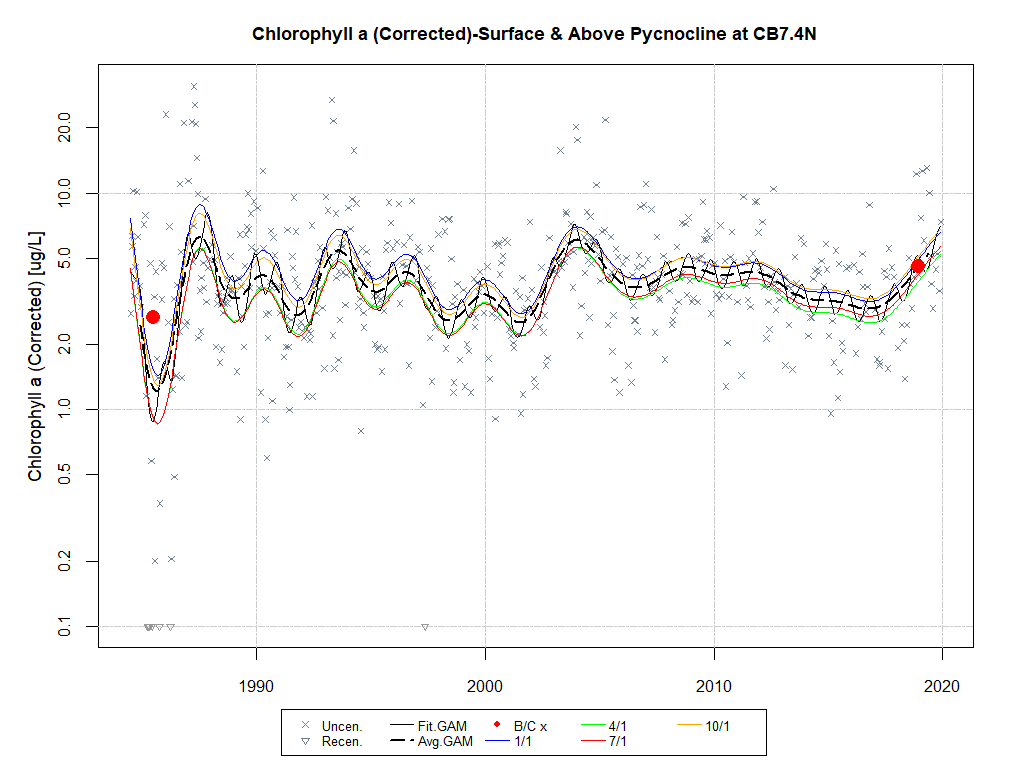 Chlorophyll a (Corrected)-Surface & Above Pycnocline at CB7.4N
Chlorophyll a (Corrected) [ug/L]
20.0
10.0
5.0
2.0
1.0
0.5
0.2
0.1
1990 2000 2010 2020
Uncen. Fit.GAM B/C x 4/1 10/1
Recen. Avg.GAM 1/1 7/1